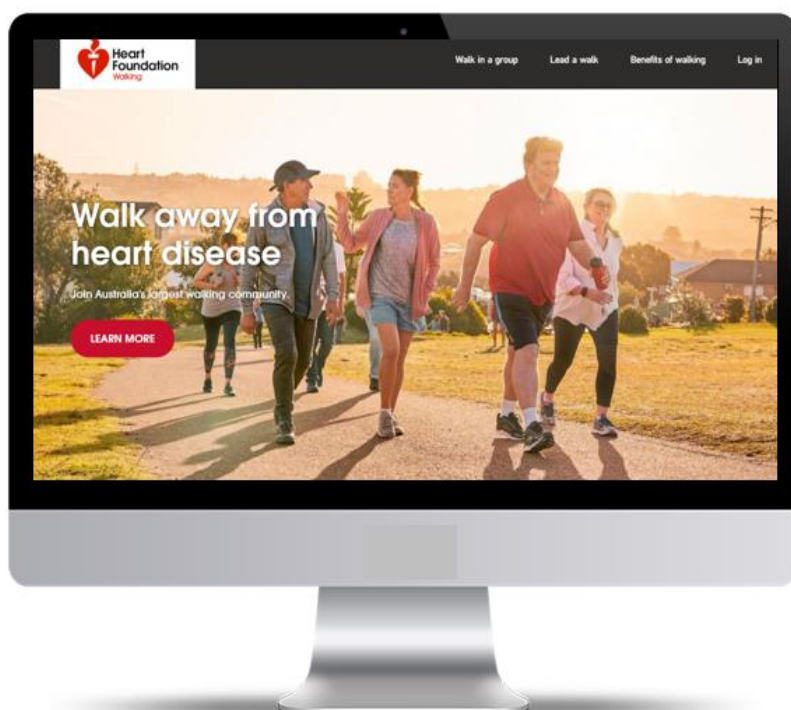 Heart
Foundation
Walking
Walk in a group Lead a walk Benefits of walking Log in
Walk away from
heart disease
Join Australia's largest walking community.
LEARN MORE